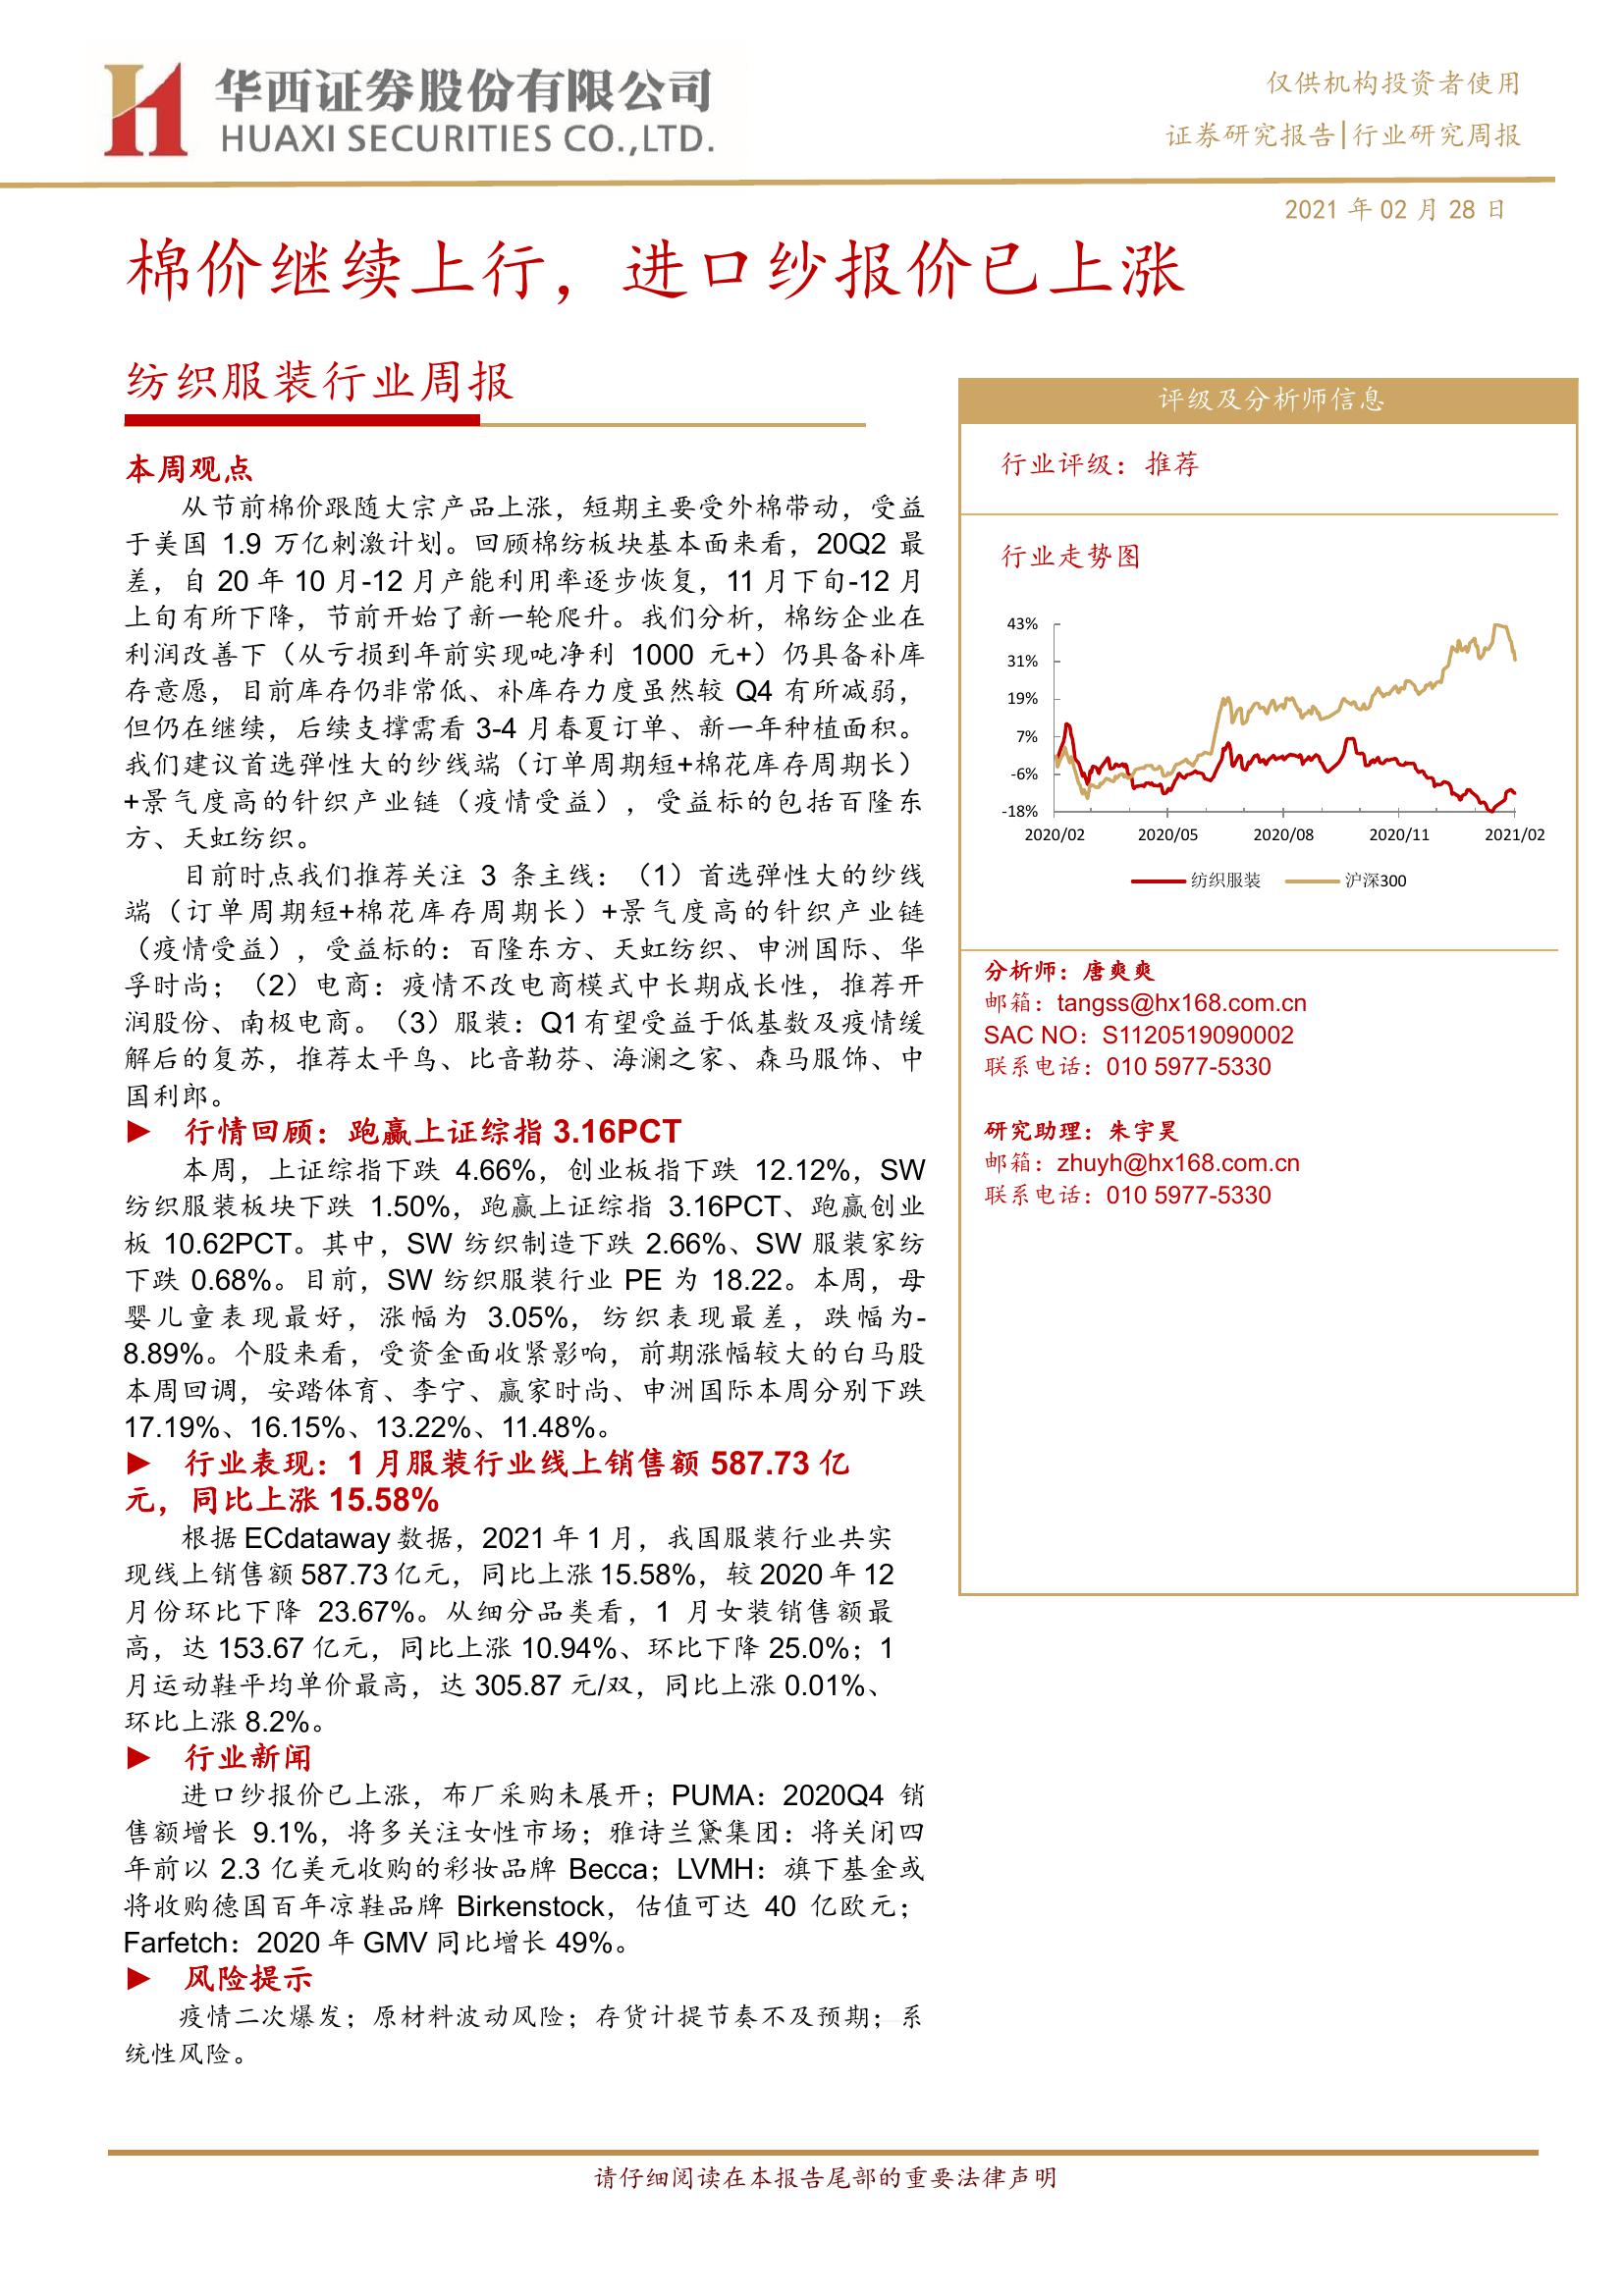 华西证券股份有限公司
HUAXI SECURITIES CO.,LTD.
仅供机构投资者使用
证券研究报告|行业研究周报
2021 年 02 月 28 日
棉价继续上行，进口纱报价已上涨
纺织服装行业周报
本周观点
从节前棉价跟随大宗产品上涨，短期主要受外棉带动，受益
于美国 1.9 万亿刺激计划。回顾棉纺板块基本面来看，20Q2 最
差，自 20 年 10 月-12 月产能利用率逐步恢复，11 月下旬-12 月
上旬有所下降，节前开始了新一轮爬升。我们分析，棉纺企业在
利润改善下（从亏损到年前实现吨净利 1000 元+）仍具备补库
存意愿，目前库存仍非常低、补库存力度虽然较 Q4 有所减弱，
但仍在继续，后续支撑需看 3-4 月春夏订单、新一年种植面积。
我们建议首选弹性大的纱线端（订单周期短+棉花库存周期长）
+景气度高的针织产业链（疫情受益），受益标的包括百隆东
方、天虹纺织。
目前时点我们推荐关注 3 条主线：（1）首选弹性大的纱线
端（订单周期短+棉花库存周期长）+景气度高的针织产业链
（疫情受益），受益标的：百隆东方、天虹纺织、申洲国际、华
孚时尚；（2）电商：疫情不改电商模式中长期成长性，推荐开
润股份、南极电商。（3）服装：Q1 有望受益于低基数及疫情缓
解后的复苏，推荐太平鸟、比音勒芬、海澜之家、森马服饰、中
国利郎。
► 行情回顾：跑赢上证综指 3.16PCT
本周，上证综指下跌 4.66%，创业板指下跌 12.12%，SW
纺织服装板块下跌 1.50%，跑赢上证综指 3.16PCT、跑赢创业
板 10.62PCT。其中，SW 纺织制造下跌 2.66%、SW 服装家纺
下跌 0.68%。目前，SW 纺织服装行业 PE 为 18.22。本周，母
婴儿童表现最好，涨幅为 3.05%，纺织表现最差，跌幅为-
8.89%。个股来看，受资金面收紧影响，前期涨幅较大的白马股
本周回调，安踏体育、李宁、赢家时尚、申洲国际本周分别下跌
17.19%、16.15%、13.22%、11.48%。
► 行业表现：1 月服装行业线上销售额 587.73 亿
元，同比上涨 15.58%
根据 ECdataway 数据，2021 年 1 月，我国服装行业共实
现线上销售额 587.73 亿元，同比上涨 15.58%，较 2020 年 12
月份环比下降 23.67%。从细分品类看，1 月女装销售额最
高，达 153.67 亿元，同比上涨 10.94%、环比下降 25.0%；1
月运动鞋平均单价最高，达 305.87 元/双，同比上涨 0.01%、
环比上涨 8.2%。
► 行业新闻
进口纱报价已上涨，布厂采购未展开；PUMA：2020Q4 销
售额增长 9.1%，将多关注女性市场；雅诗兰黛集团：将关闭四
年前以 2.3 亿美元收购的彩妆品牌 Becca；LVMH：旗下基金或
将收购德国百年凉鞋品牌 Birkenstock，估值可达 40 亿欧元；
Farfetch：2020 年 GMV 同比增长 49%。
► 风险提示
疫情二次爆发；原材料波动风险；存货计提节奏不及预期；系
统性风险。
评级及分析师信息
行业评级：推荐
行业走势图
43%
31%
19%
7%
-6%
-18%
2020/02 2020/05 2020/08 2020/11 2021/02
纺织服装 沪深300
分析师：唐爽爽
邮箱：tangss@hx168.com.cn
SAC NO：S1120519090002
联系电话：010 5977-5330
研究助理：朱宇昊
邮箱：zhuyh@hx168.com.cn
联系电话：010 5977-5330
请仔细阅读在本报告尾部的重要法律声明